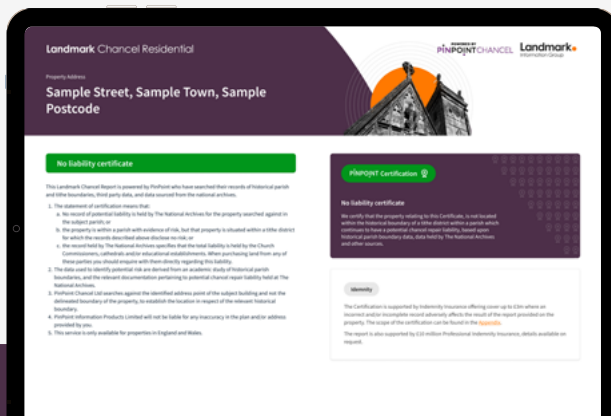 Landmark Chancel Residential
POWERED BY
PINPOINTCHANCEL
Landmark
Information Group
Property Address
Sample Street, Sample Town, Sample
Postcode
No liability certificate
This Landmark Chancel Report is powered by PinPoint who have searched their records of historical parish
and tithe boundaries, third party data, and data sourced from the national archives.
1. The statement of certification means that:
a. No record of potential liability is held by The National Archives for the property searched against in
the subject parish; or
b. the property is within a parish with evidence of risk, but that property is situated within a tithe district
for which the records described above disclose no risk; or
c. the record held by The National Archives specifies that the total liability is held by the Church
Commissioners, cathedrals and/or educational establishments. When purchasing land from any of
these parties you should enquire with them directly regarding this liability.
2. The data used to identify potential risk are derived from an academic study of historical parish
boundaries, and the relevant documentation pertaining to potential chancel repair liability held at The
National Archives.
3. PinPoint Chancel Ltd searches against the identified address point of the subject building and not the
delineated boundary of the property, to establish the location in respect of the relevant historical
boundary.
4. PinPoint Information Products Limited will not be liable for any inaccuracy in the plan and/or address
provided by you.
5. This service is only available for properties in England and Wales.
PINPOINT Certification
No liability certificate
We certify that the property relating to this Certificate, is not located
within the historical boundary of a tithe district within a parish which
continues to have a potential chancel repair liability, based upon
historical parish boundary data, data held by The National Archives
and other sources.
Indemnity
The Certification is supported by Indemnity Insurance offering cover up to £3m where an
incorrect and/or incomplete record adversely affects the result of the report provided on the
property. The scope of the certification can be found in the Appendix.
The report is also supported by £10 million Professional Indemnity Insurance, details available on
request.